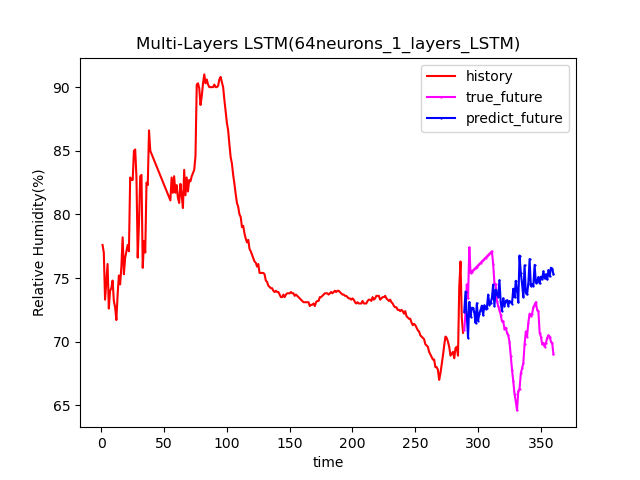 Multi-Layers LSTM(64neurons_1_layers_LSTM)
history
true_future
predict_future
90
85
80
75
70
65
Relative Humidity(%)
0 50 100 150 200 250 300 350
time